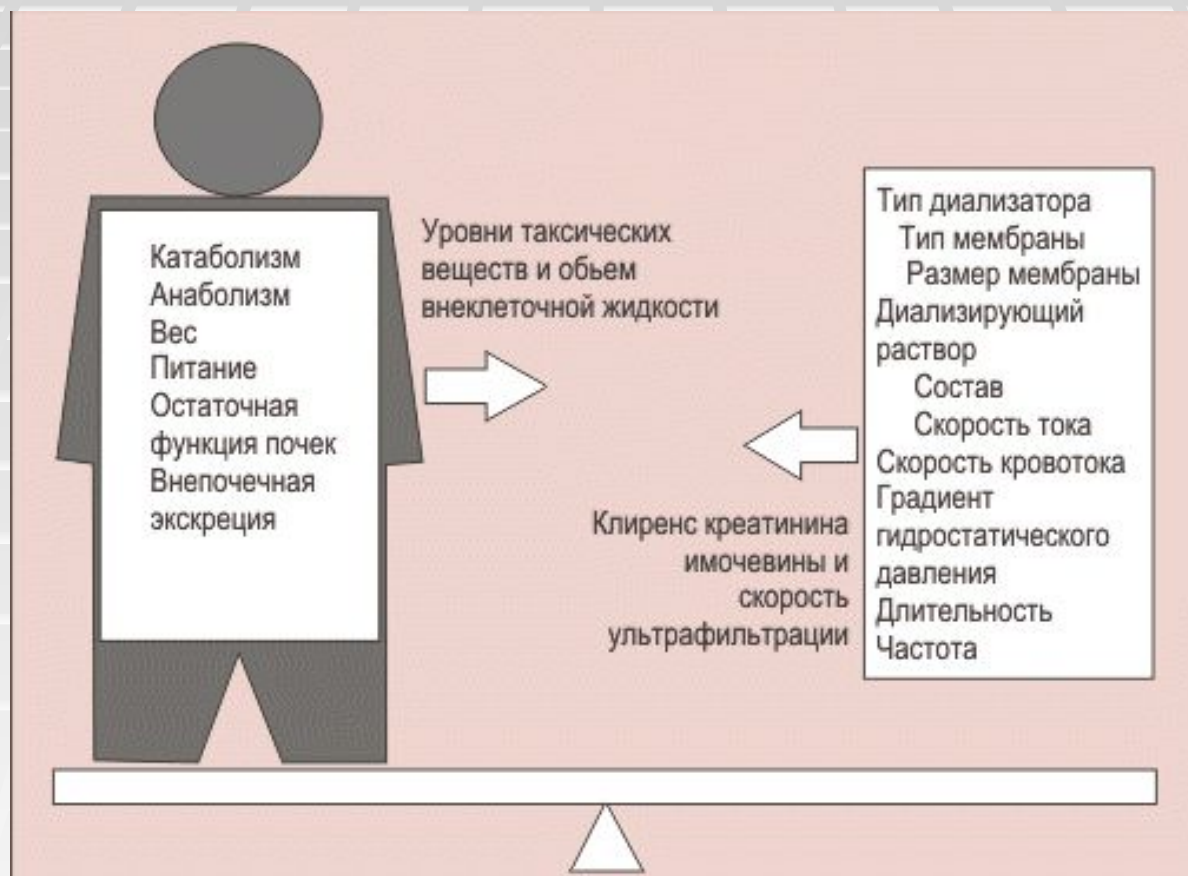 Катаболизм
Анаболизм
Вес
Питание
Остаточная
функция почек
Внепочечная
экскреция
Уровни таксических
веществ и обьем
внеклеточной жидкости
Клиренс креатинина
имочевины и
скорость
ультрафильтрации
Тип диализатора
Тип мембраны
Размер мембраны
Диализирующий
раствор
Состав
Скорость тока
Скорость кровотока
Градиент
гидростатического
давления
Длительность
Частота